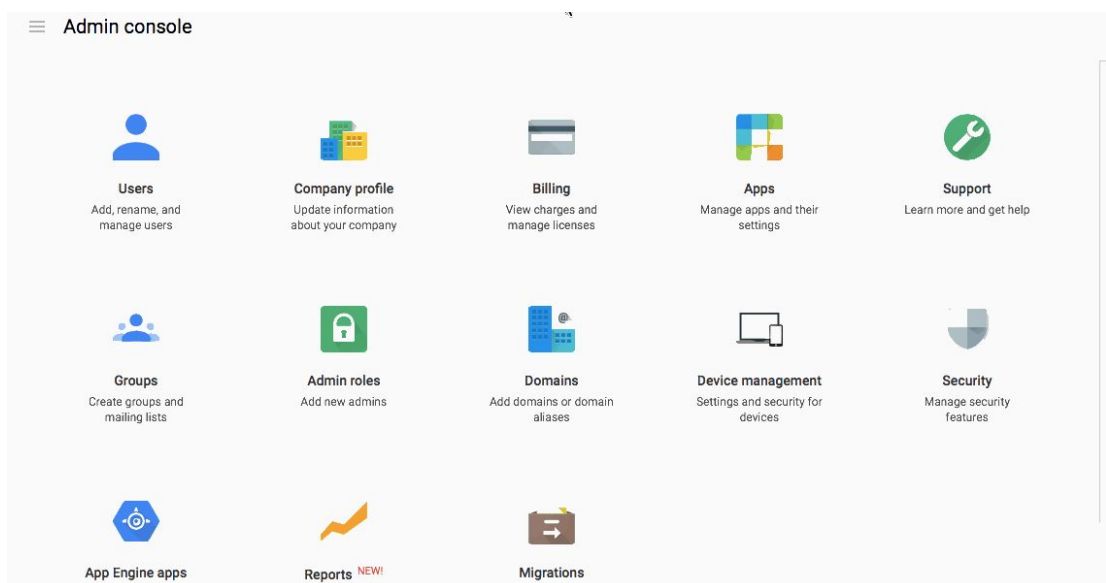 Admin console
Users
Add, rename, and
manage users
Company profile
Update information
about your company
Billing
View charges and
manage licenses
Apps
Manage apps and their
settings
Support
Learn more and get help
Groups
Create groups and
mailing lists
Admin roles
Add new admins
@
Domains
Add domains or domain
aliases
Device management
Settings and security for
devices
Security
Manage security
features
App Engine apps
Reports NEW!
Migrations